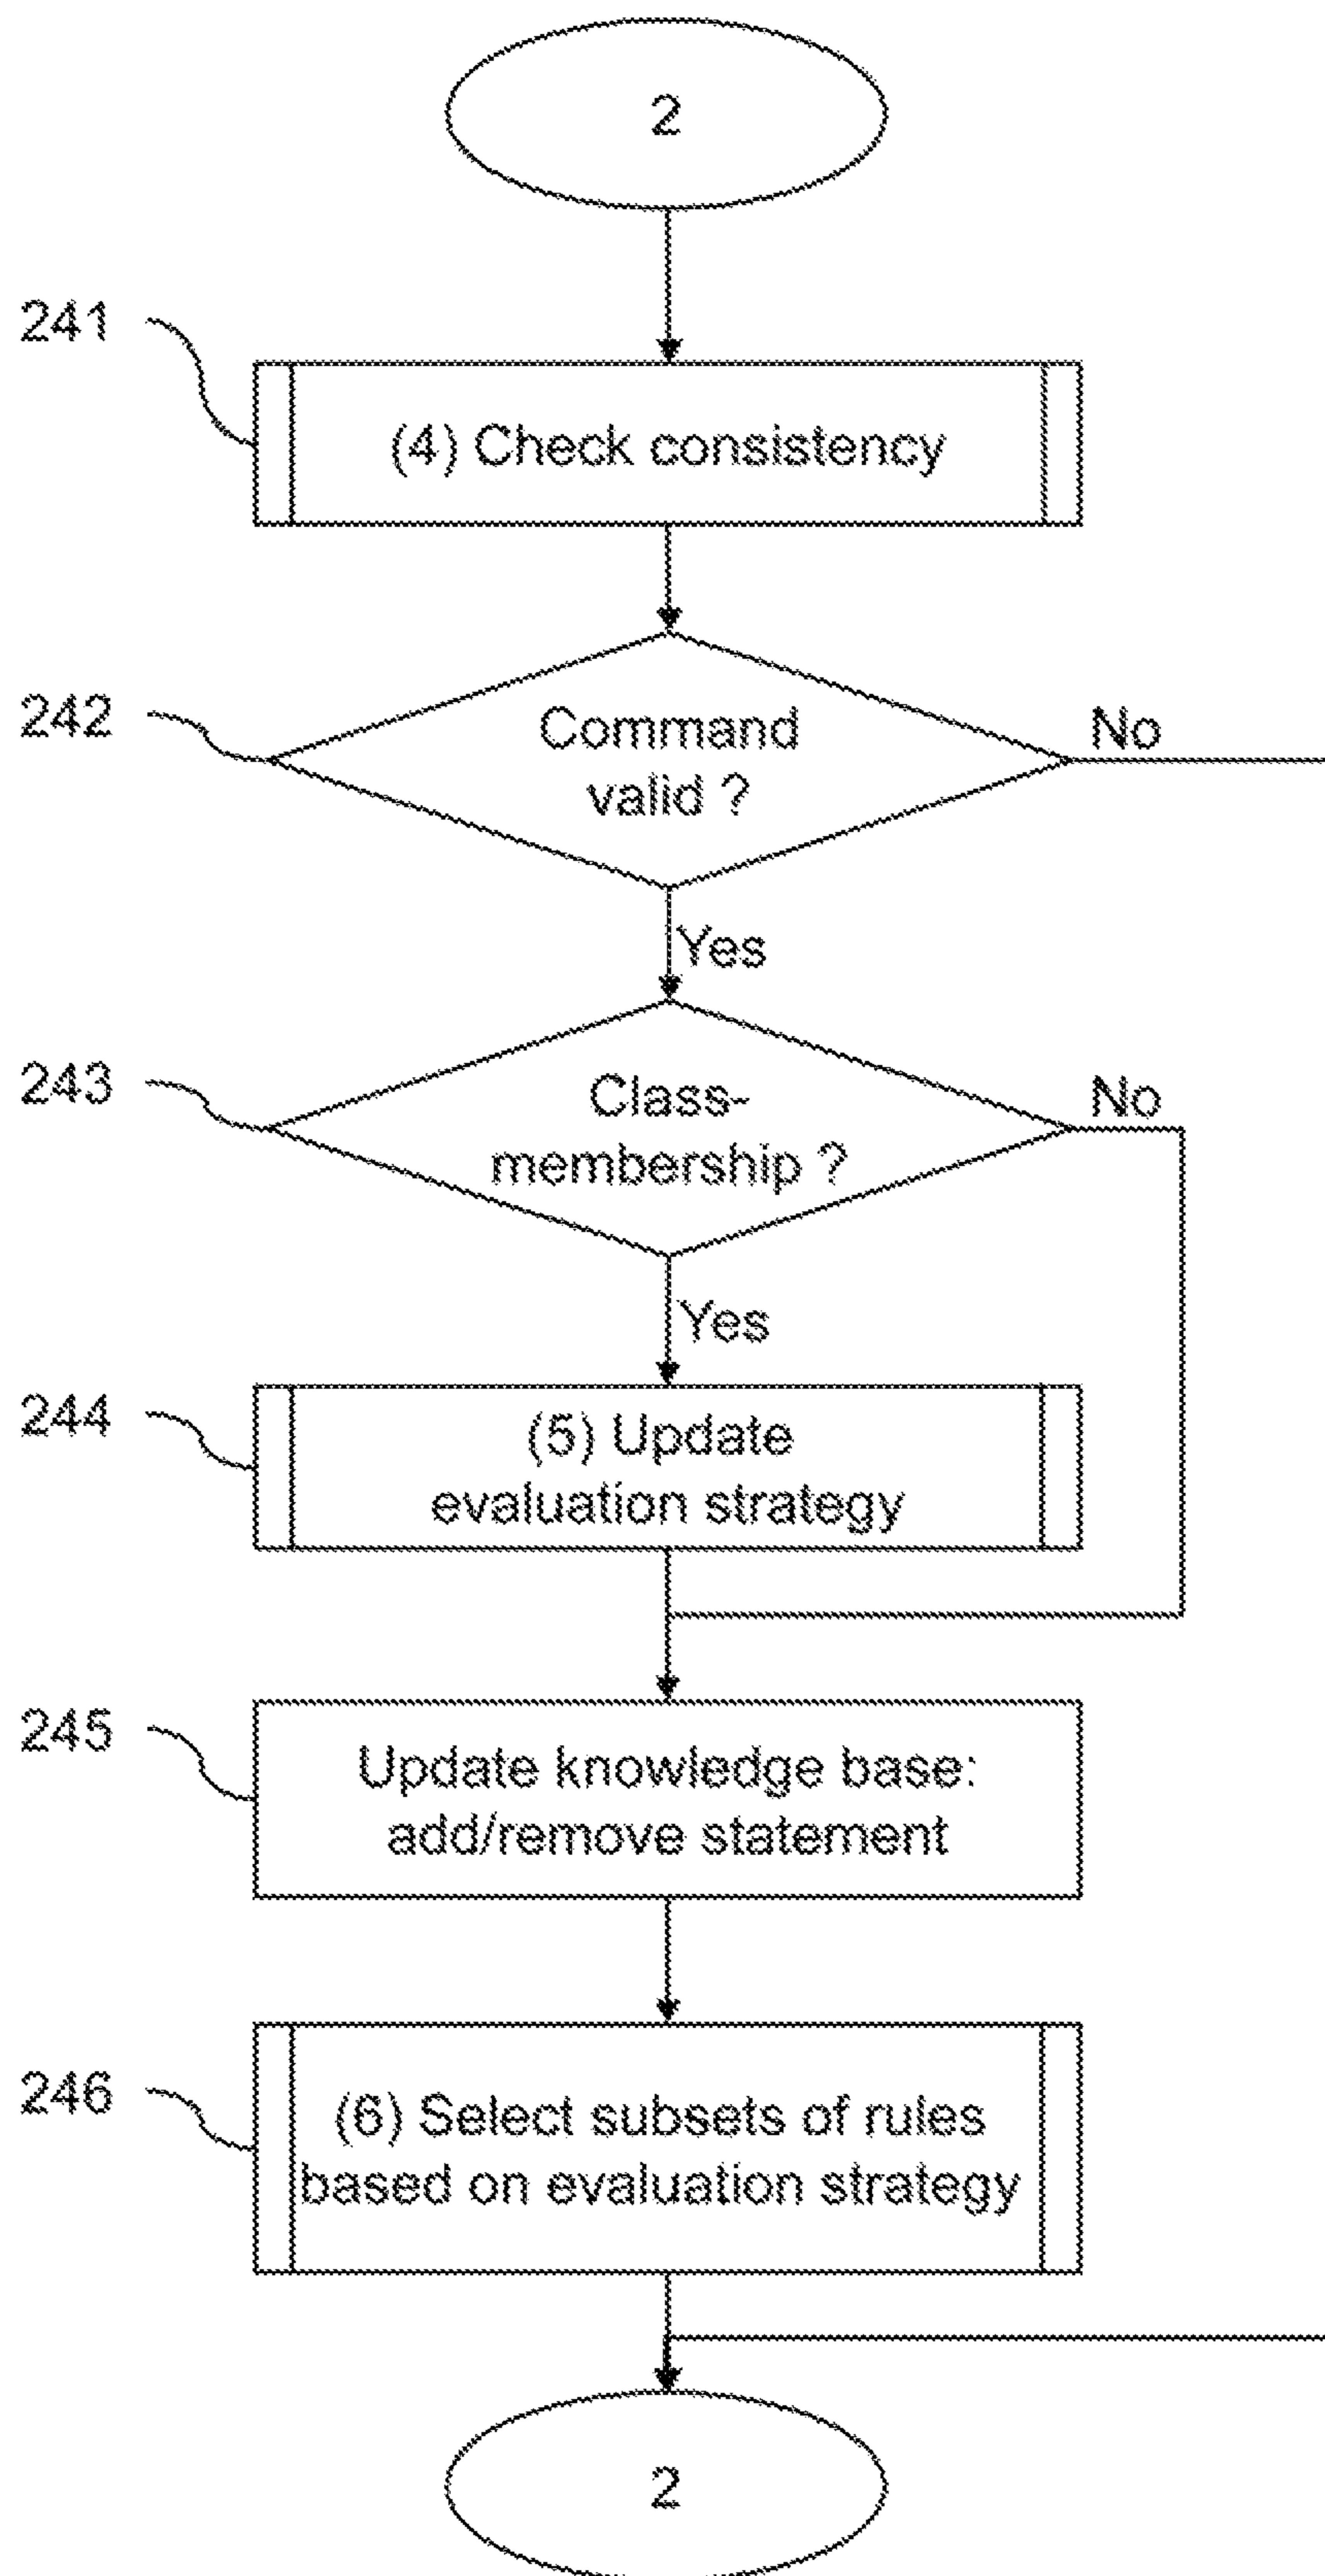 2
241
(4) Check consistency
242
Command
valid ?
No
Yes
243
Class-
membership ?
No
Yes
244
(5) Update
evaluation strategy
245
Update knowledge base:
add/remove statement
246
(6) Select subsets of rules
based on evaluation strategy
2